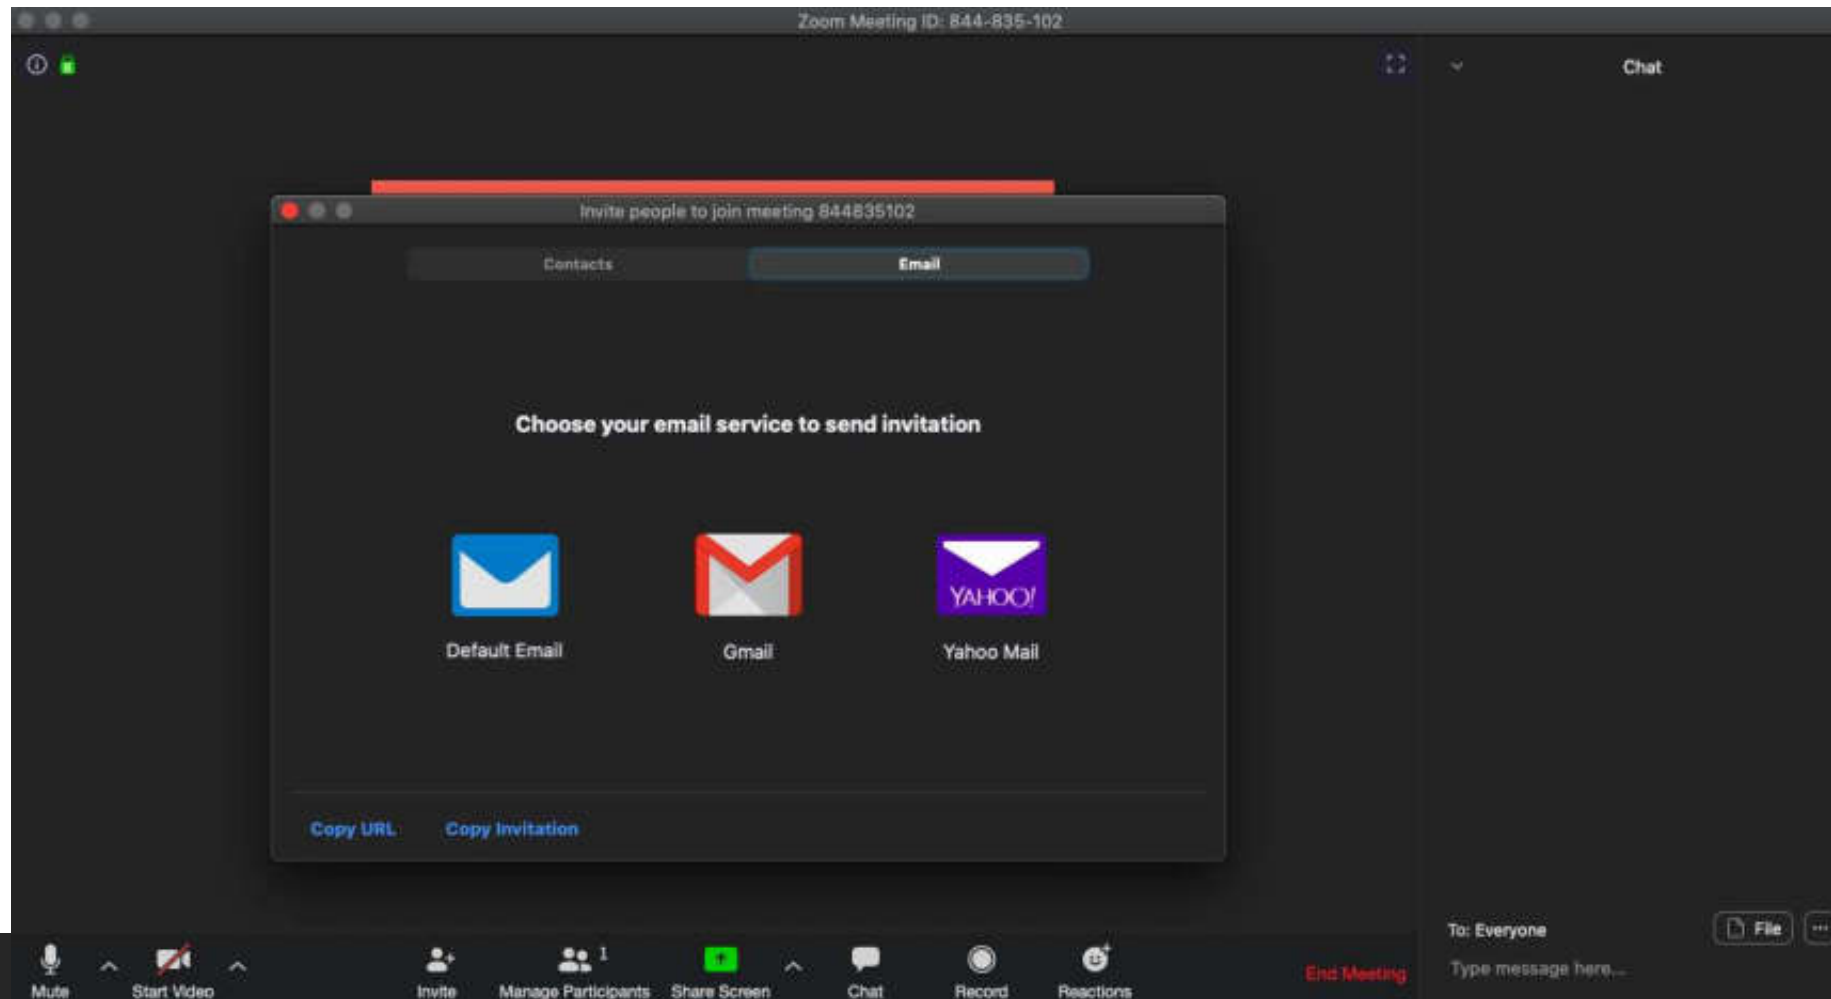 Zoom Meeting ID: 844-835-102
Chat
Invite people to join meeting 844835102
Contacts
Email
Choose your email service to send invitation
YAHOO!
Default Email
Gmail
Yahoo Mail
Copy URL
Copy Invitation
To: Everyone
File
Type message here...
1
Mute
Start Video
Invite
Manage Participants
Share Screen
Chat
Record
Reactions
End Meeting